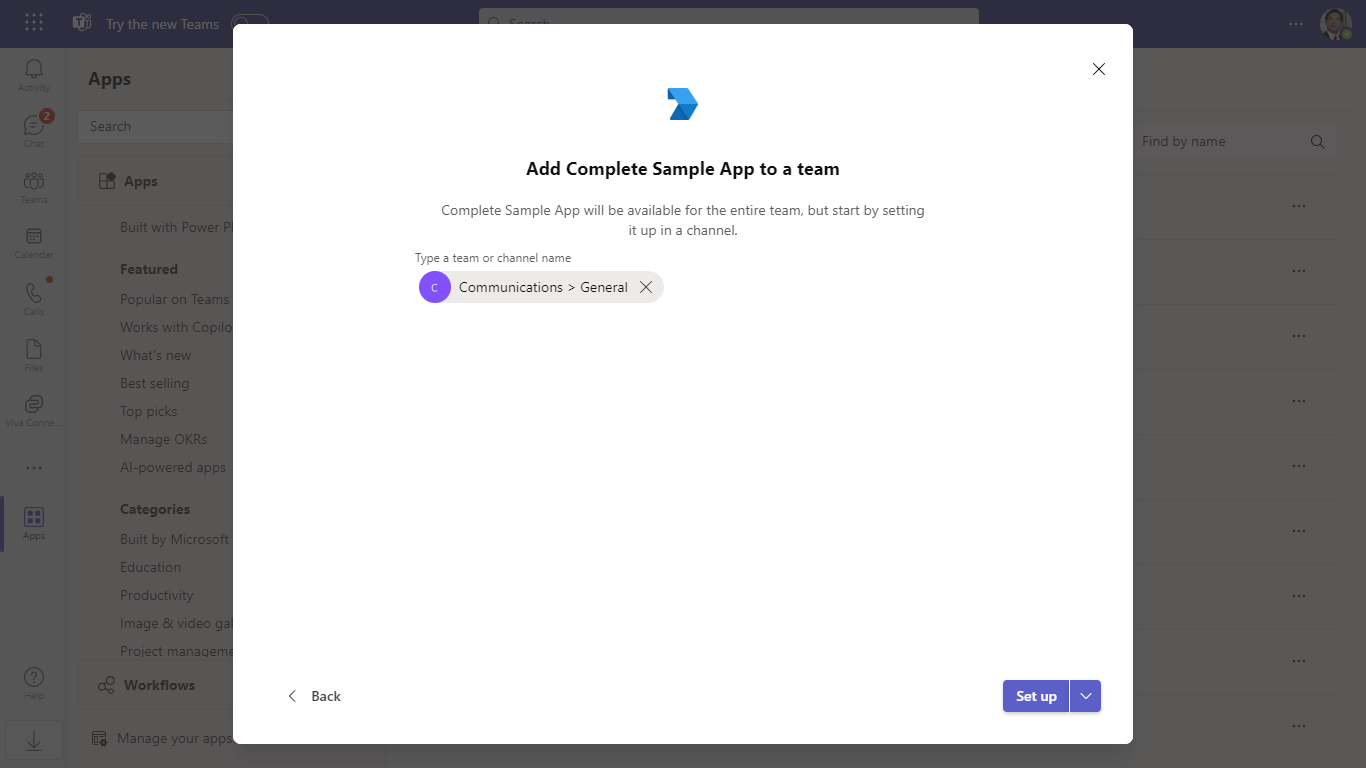 Try the new Teams
Search
Activity
2
Chat
Teams
Calendar
Calls
Files
Viva Conne...
Apps
Help
Apps
Search
Apps
Built with Power Pl
Featured
Popular on Teams
Works with Copilo
What's new
Best selling
Top picks
Manage OKRs
AI-powered apps
Categories
Built by Microsoft
Education
Productivity
Image & video gal
Project manageme
Workflows
Manage your apps
Find by name
Add Complete Sample App to a team
Complete Sample App will be available for the entire team, but start by setting
it up in a channel.
Type a team or channel name
C
Communications > General
Back
Set up